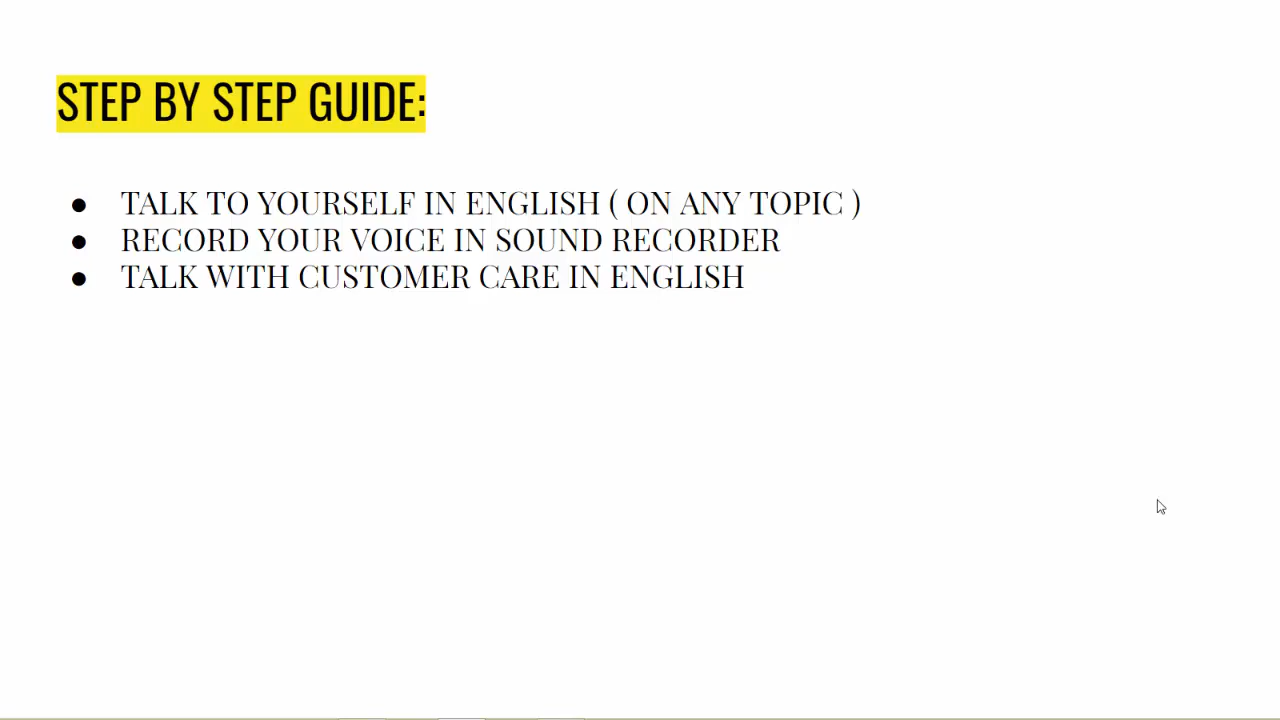 STEP BY STEP GUIDE:
● TALK TO YOURSELF IN ENGLISH ( ON ANY TOPIC )
● RECORD YOUR VOICE IN SOUND RECORDER
● TALK WITH CUSTOMER CARE IN ENGLISH